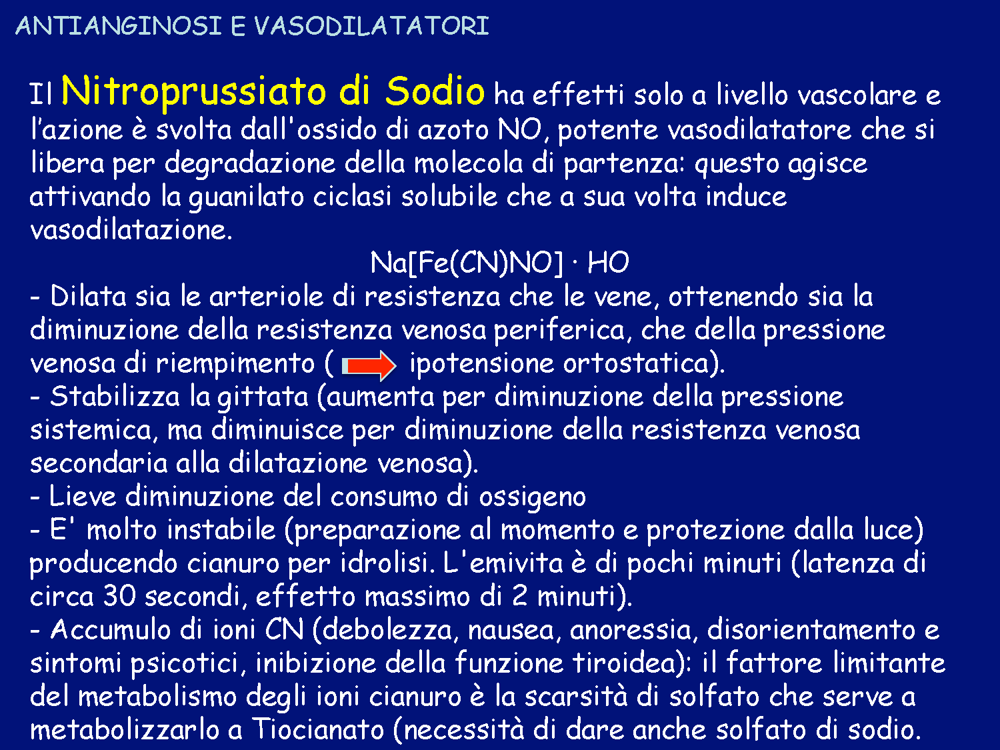 ANTIANGINOSI E VASODILATATORI
Il Nitroprussiato di Sodio ha effetti solo a livello vascolare e
l’azione è svolta dall'ossido di azoto NO, potente vasodilatatore che si
libera per degradazione della molecola di partenza: questo agisce
attivando la guanilato ciclasi solubile che a sua volta induce
vasodilatazione.
Na[Fe(CN)NO] · HO
- Dilata sia le arteriole di resistenza che le vene, ottenendo sia la
diminuzione della resistenza venosa periferica, che della pressione
venosa di riempimento ( ipotensione ortostatica).
- Stabilizza la gittata (aumenta per diminuzione della pressione
sistemica, ma diminuisce per diminuzione della resistenza venosa
secondaria alla dilatazione venosa).
- Lieve diminuzione del consumo di ossigeno
- E' molto instabile (preparazione al momento e protezione dalla luce)
producendo cianuro per idrolisi. L'emivita è di pochi minuti (latenza di
circa 30 secondi, effetto massimo di 2 minuti).
- Accumulo di ioni CN (debolezza, nausea, anoressia, disorientamento e
sintomi psicotici, inibizione della funzione tiroidea): il fattore limitante
del metabolismo degli ioni cianuro è la scarsità di solfato che serve a
metabolizzarlo a Tiocianato (necessità di dare anche solfato di sodio.